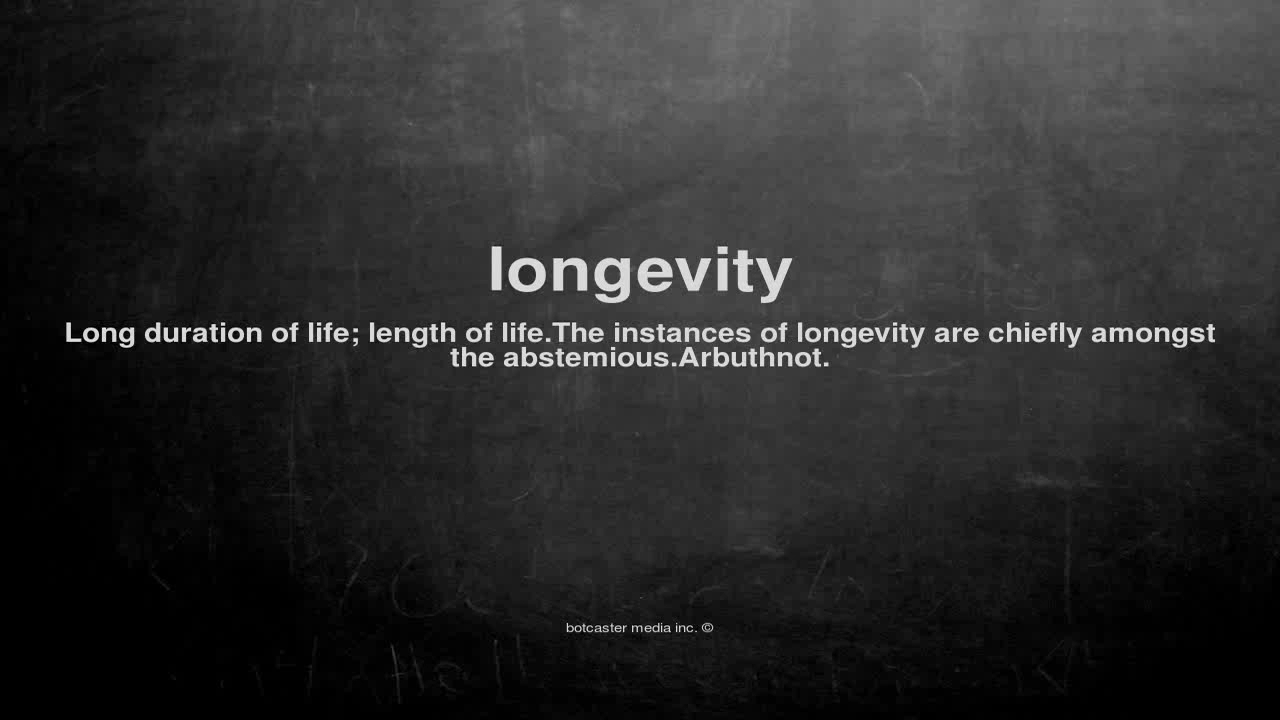 longevity
Long duration of life; length of life.The instances of longevity are chiefly amongst
the abstemious.Arbuthnot.
botcaster media inc. ©